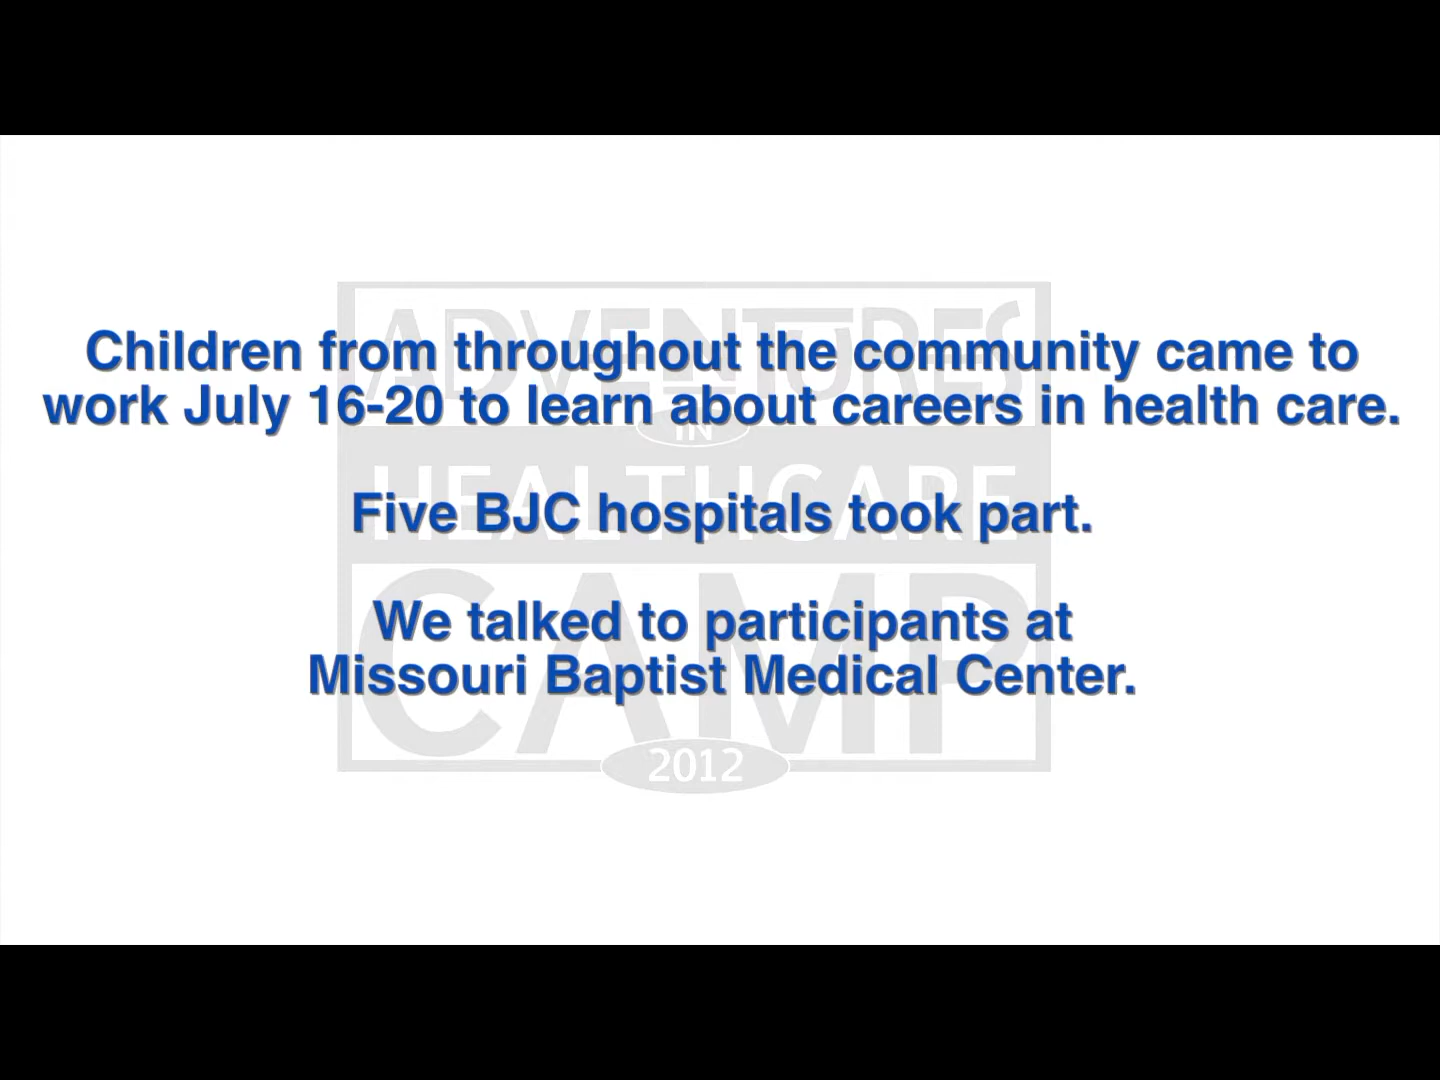 Children from throughout the community came to
work July 16-20 to learn about careers in health care.
Five BJC hospitals took part.
We talked to participants at
Missouri Baptist Medical Center.
ADVENTURES
IN
HEALTHCARE
CAMP
2012